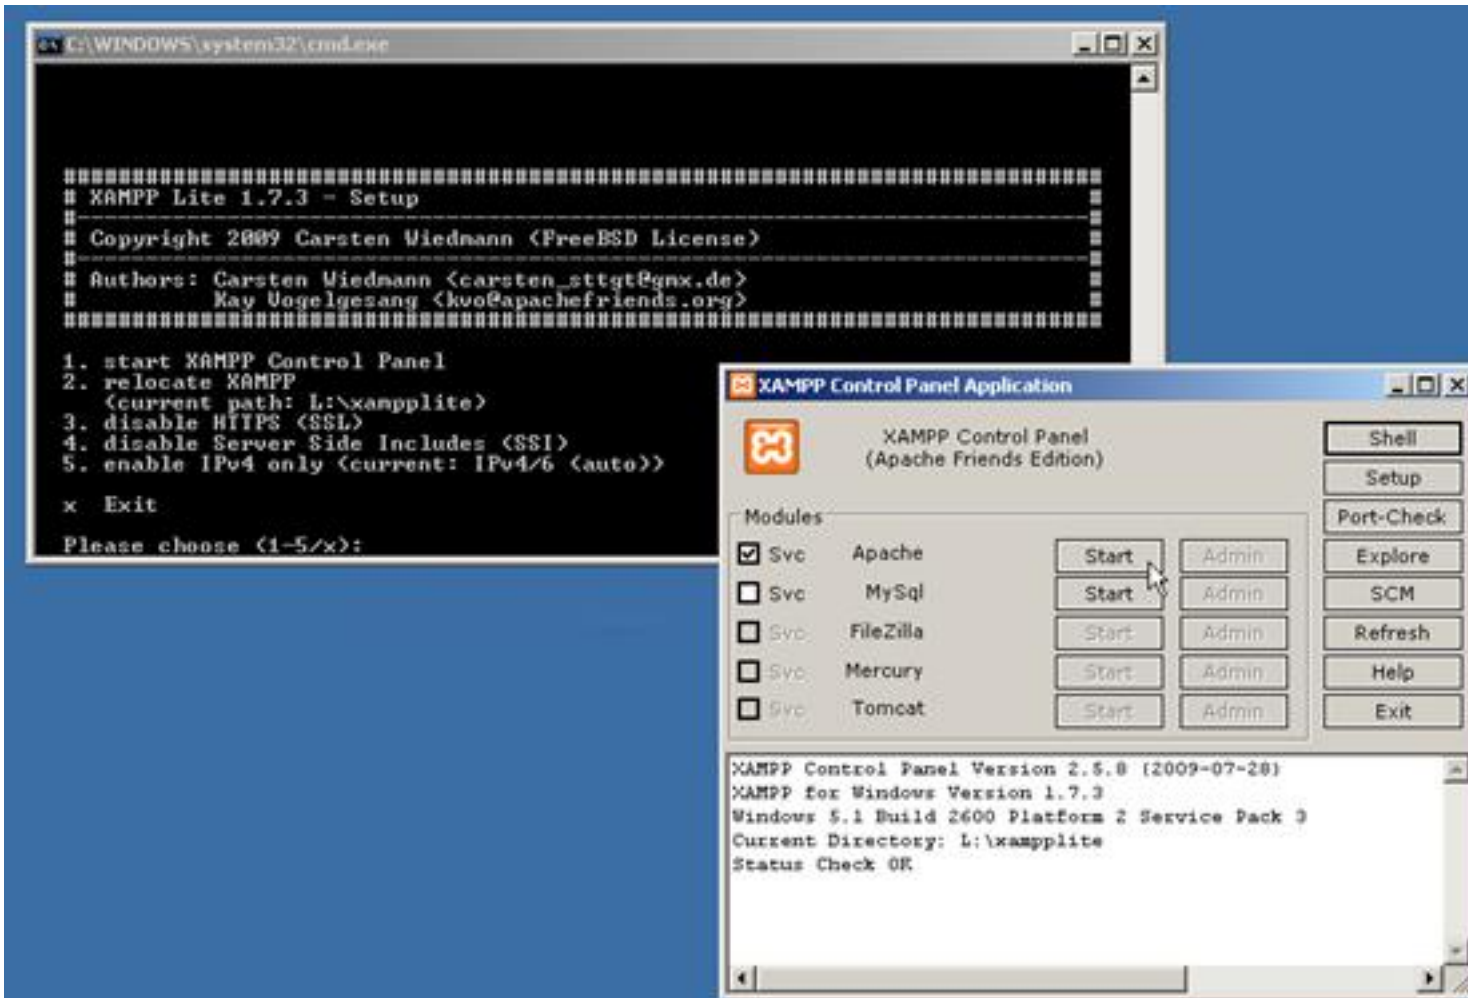 C:\WINDOWS\system32\cmd.exe
################################################################################
# XAMPP Lite 1.7.3 - Setup #
#------------------------------------------------------------------------------#
# Copyright 2009 Carsten Wiedmann (FreeBSD License) #
#------------------------------------------------------------------------------#
# Authors: Carsten Wiedmann <carsten_sttgt@gmx.de> #
# Kay Vogelgesang <kvo@apachefriends.org> #
################################################################################
1. start XAMPP Control Panel
2. relocate XAMPP
(current path: L:\xampplite)
3. disable HTTPS (SSL)
4. disable Server Side Includes (SSI)
5. enable IPv4 only (current: IPv4/6 (auto))
x Exit
Please choose (1-5/x):
XAMPP Control Panel Application
XAMPP Control Panel
(Apache Friends Edition)
Shell
Setup
Port-Check
Explore
SCM
Refresh
Help
Exit
Modules
Svc Apache Start Admin
Svc MySql Start Admin
Svc FileZilla Start Admin
Svc Mercury Start Admin
Svc Tomcat Start Admin
XAMPP Control Panel Version 2.5.8 (2009-07-28)
XAMPP for Windows Version 1.7.3
Windows 5.1 Build 2600 Platform 2 Service Pack 3
Current Directory: L:\xampplite
Status Check OK